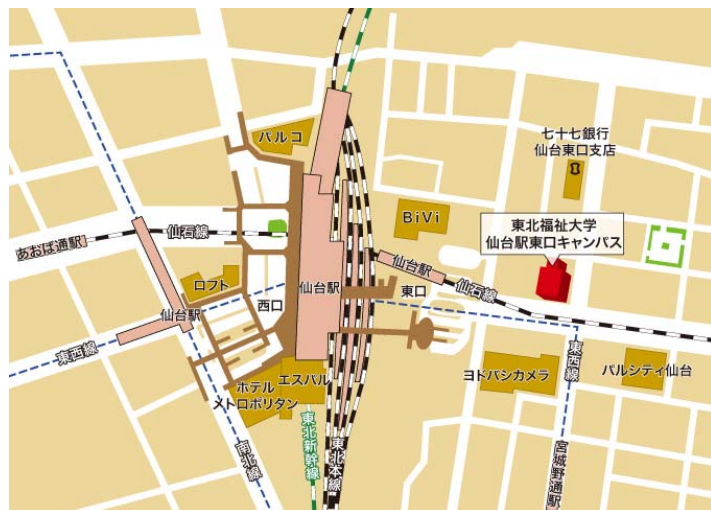 パルコ
七十七銀行
仙台東口支店
BiVi
東北福祉大学
仙台駅東口キャンパス
仙石線
あおば通駅
ロフト
西口
仙台駅
仙台駅
東口
仙石線
仙台駅
東西線
ホテル
メトロポリタン
エスパル
ヨドバシカメラ
東西線
パルシティ仙台
南北線
東北新幹線
東北本線
宮城野通駅